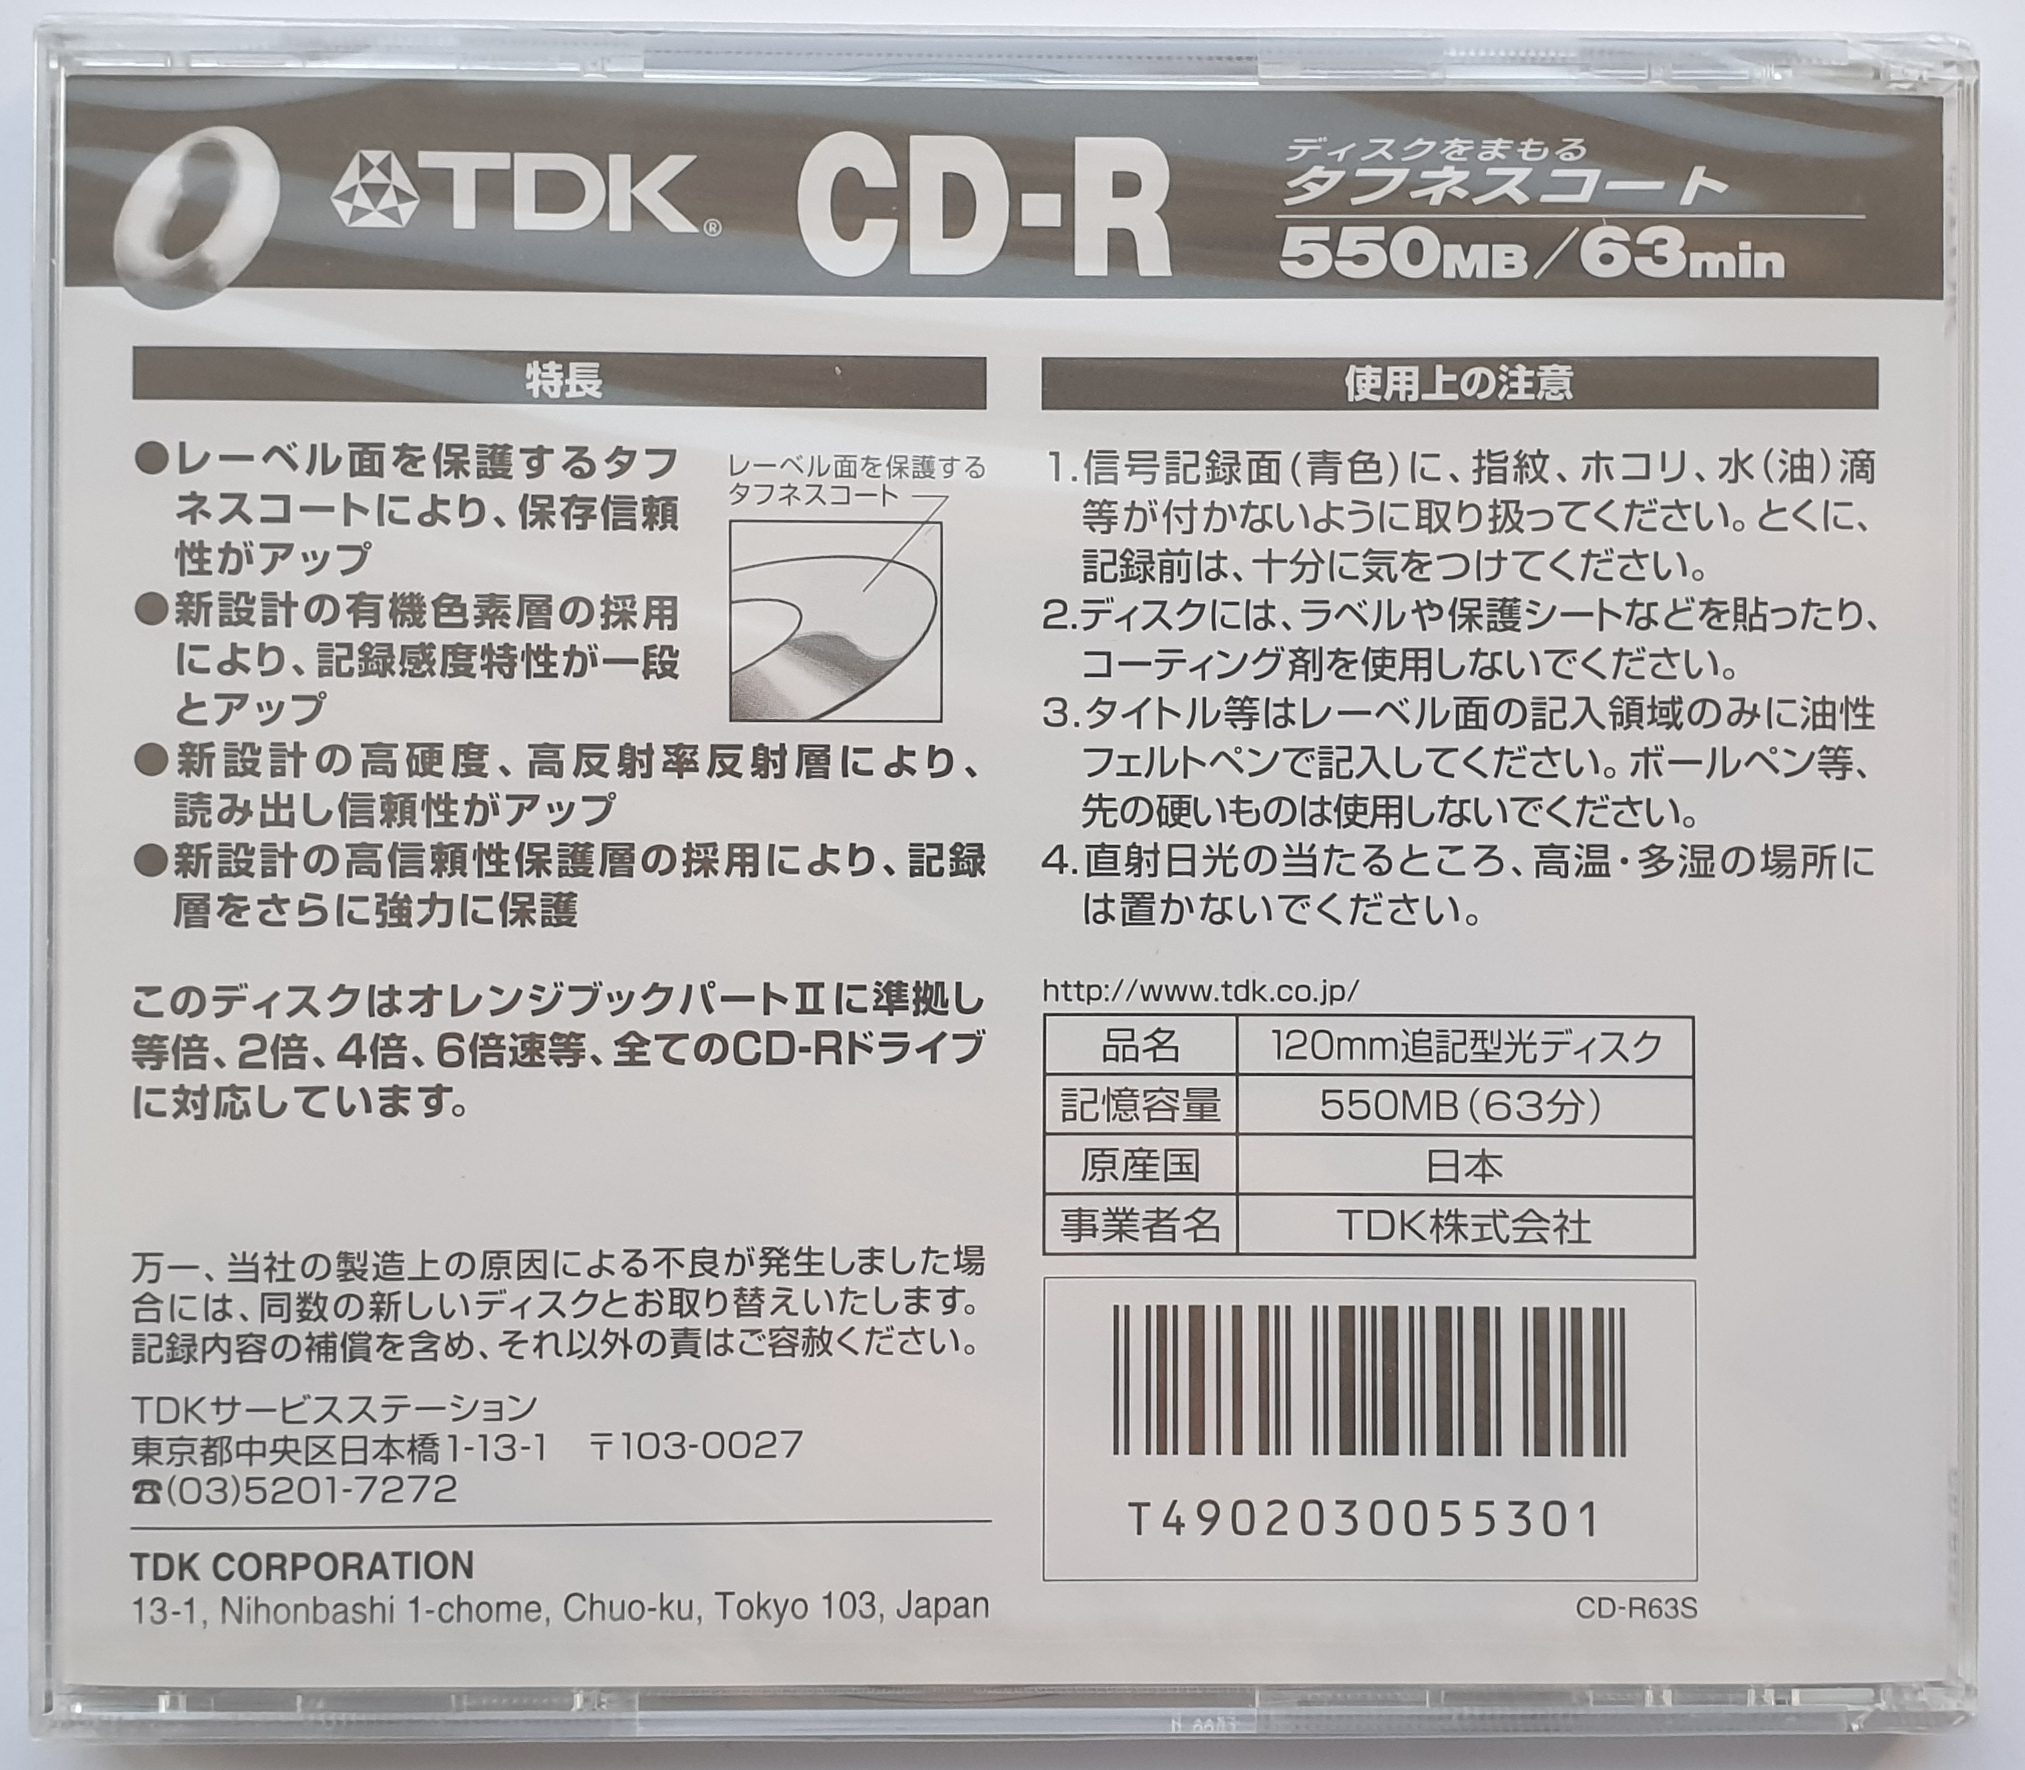 TDK®
CD-R
ディスクをまもる
タフネスコート
550MB/63min
特長
●レーベル面を保護するタフ
ネスコートにより、保存信頼
性がアップ
●新設計の有機色素層の採用
により、記録感度特性が一段
とアップ
●新設計の高硬度、高反射率反射層により、
読み出し信頼性がアップ
●新設計の高信頼性保護層の採用により、記録
層をさらに強力に保護
レーベル面を保護する
タフネスコート
このディスクはオレンジブックパートⅡに準拠し
等倍、2倍、4倍、6倍速等、全てのCD-Rドライブ
に対応しています。
万一、当社の製造上の原因による不良が発生しました場
合には、同数の新しいディスクとお取り替えいたします。
記録内容の補償を含め、それ以外の責はご容赦ください。
TDKサービスステーション
東京都中央区日本橋1-13-1 〒103-0027
☎(03)5201-7272
TDK CORPORATION
13-1, Nihonbashi 1-chome, Chuo-ku, Tokyo 103, Japan
使用上の注意
1.信号記録面(青色)に、指紋、ホコリ、水(油)滴
等が付かないように取り扱ってください。とくに、
記録前は、十分に気をつけてください。
2.ディスクには、ラベルや保護シートなどを貼ったり、
コーティング剤を使用しないでください。
3.タイトル等はレーベル面の記入領域のみに油性
フェルトペンで記入してください。ボールペン等、
先の硬いものは使用しないでください。
4.直射日光の当たるところ、高温・多湿の場所に
は置かないでください。
http://www.tdk.co.jp/
品名 120mm追記型光ディスク
記憶容量 550MB(63分)
原産国 日本
事業者名 TDK株式会社
T4902030055301
CD-R63S